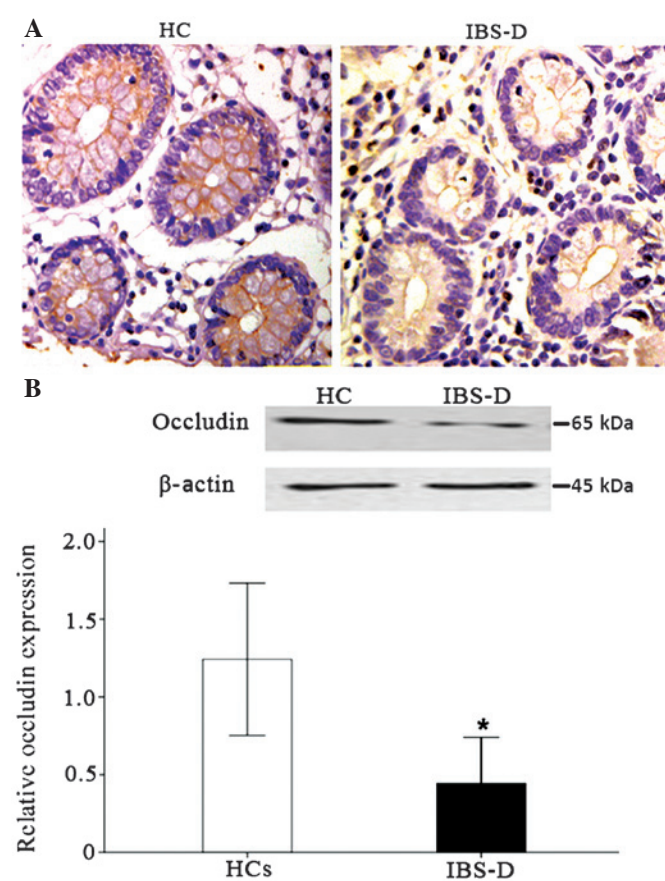 A
HC IBS-D
B
HC IBS-D
Occludin 65 kDa
β-actin 45 kDa
Relative occludin expression
2.0
1.5
1.0
0.5
0
*
HCs IBS-D